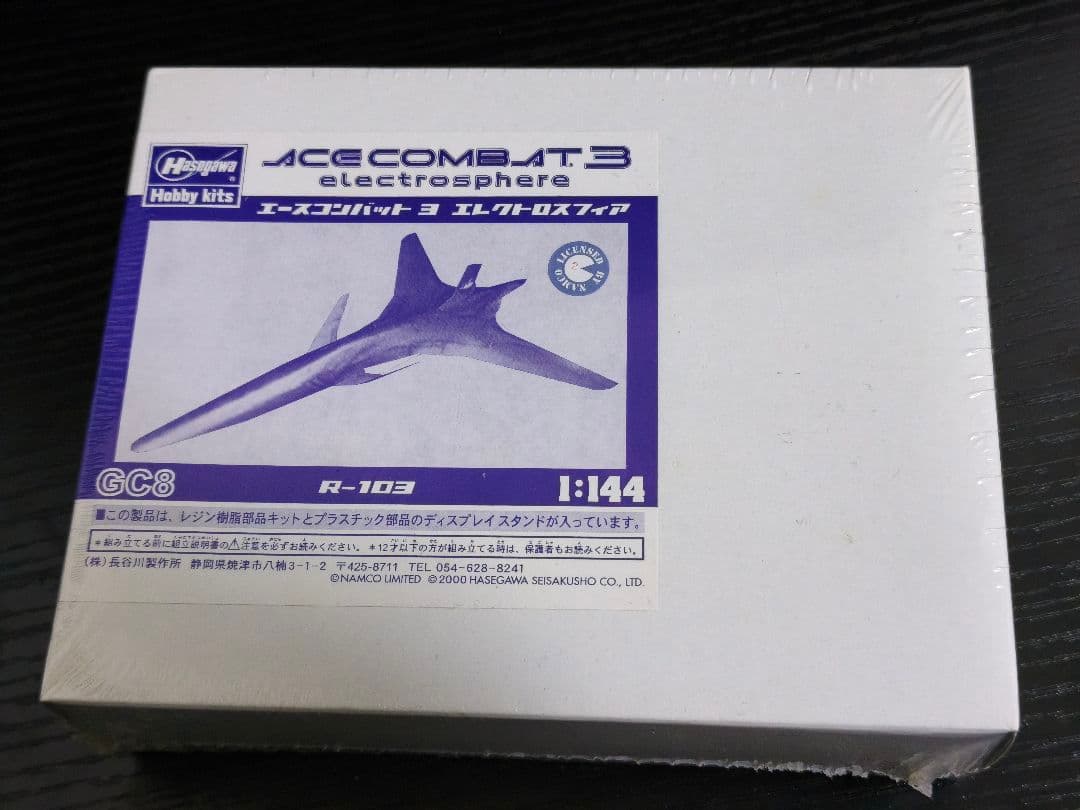 Hasegawa
Hobby kits
ACE COMBAT 3
electrosphere
エースコンバット 3 エレクトロスフィア
LICENSED BY NAMCO
GC8
R-103
1:144
■この製品は、レジン樹脂部品キットとプラスチック部品のディスプレイスタンドが入っています。
*組み立てる前に組立説明書の⚠注意を必ずお読みください。*12才以下の方が組み立てる時は、保護者もお読みください。
(株)長谷川製作所 静岡県焼津市八楠3-1-2 〒425-8711 TEL 054-628-8241
©NAMCO LIMITED ©2000 HASEGAWA SEISAKUSHO CO., LTD.